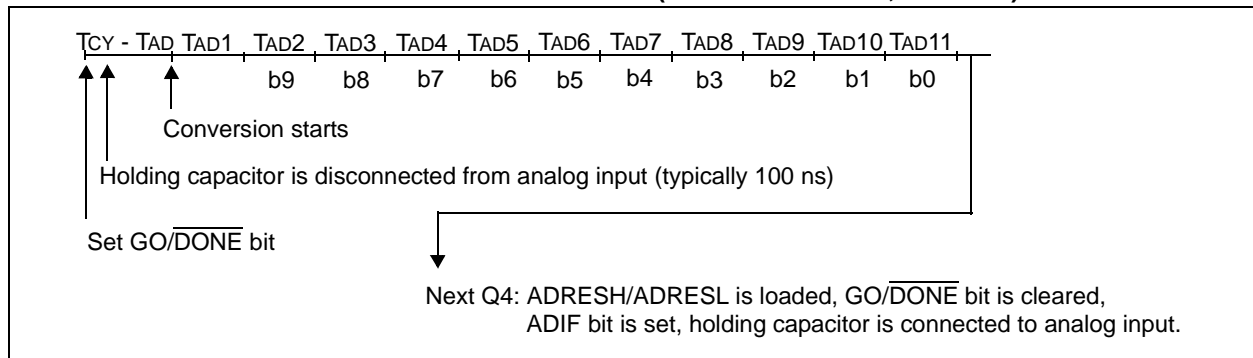 TCY - TAD TAD1 TAD2 TAD3 TAD4 TAD5 TAD6 TAD7 TAD8 TAD9 TAD10 TAD11
b9 b8 b7 b6 b5 b4 b3 b2 b1 b0
Conversion starts
Holding capacitor is disconnected from analog input (typically 100 ns)
Set GO/DONE bit
Next Q4: ADRESH/ADRESL is loaded, GO/DONE bit is cleared,
ADIF bit is set, holding capacitor is connected to analog input.